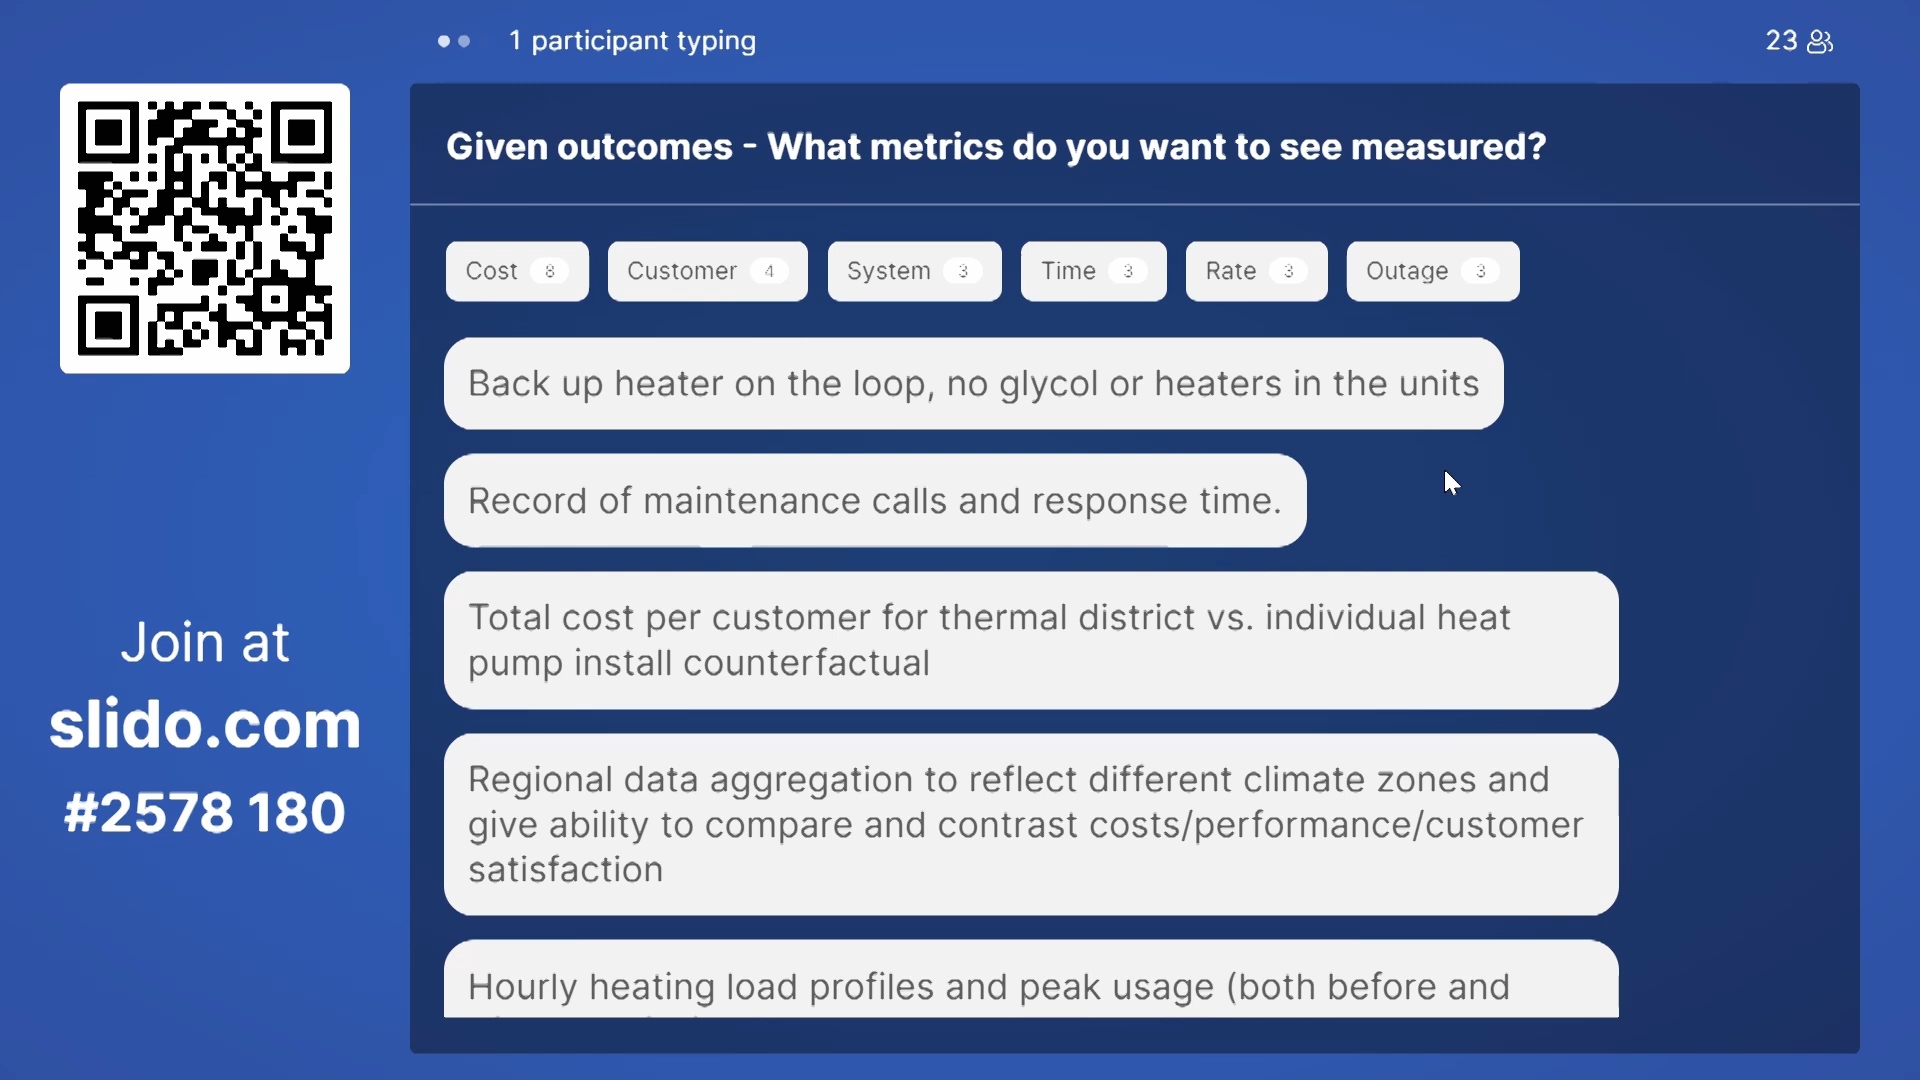 1 participant typing
23
Given outcomes - What metrics do you want to see measured?
Cost 8 Customer 4 System 3 Time 3 Rate 3 Outage 3
Back up heater on the loop, no glycol or heaters in the units
Record of maintenance calls and response time.
Total cost per customer for thermal district vs. individual heat
pump install counterfactual
Regional data aggregation to reflect different climate zones and
give ability to compare and contrast costs/performance/customer
satisfaction
Hourly heating load profiles and peak usage (both before and
Join at
slido.com
#2578 180